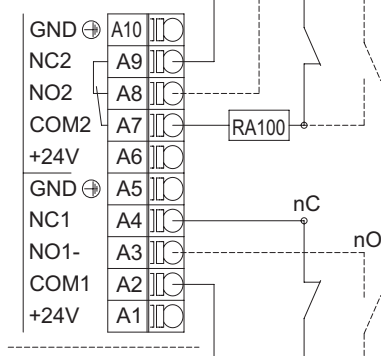 GND A10
NC2 A9
NO2 A8
COM2 A7 RA100
+24V A6
GND A5
NC1 A4 nC
NO1- A3 nO
COM1 A2
+24V A1